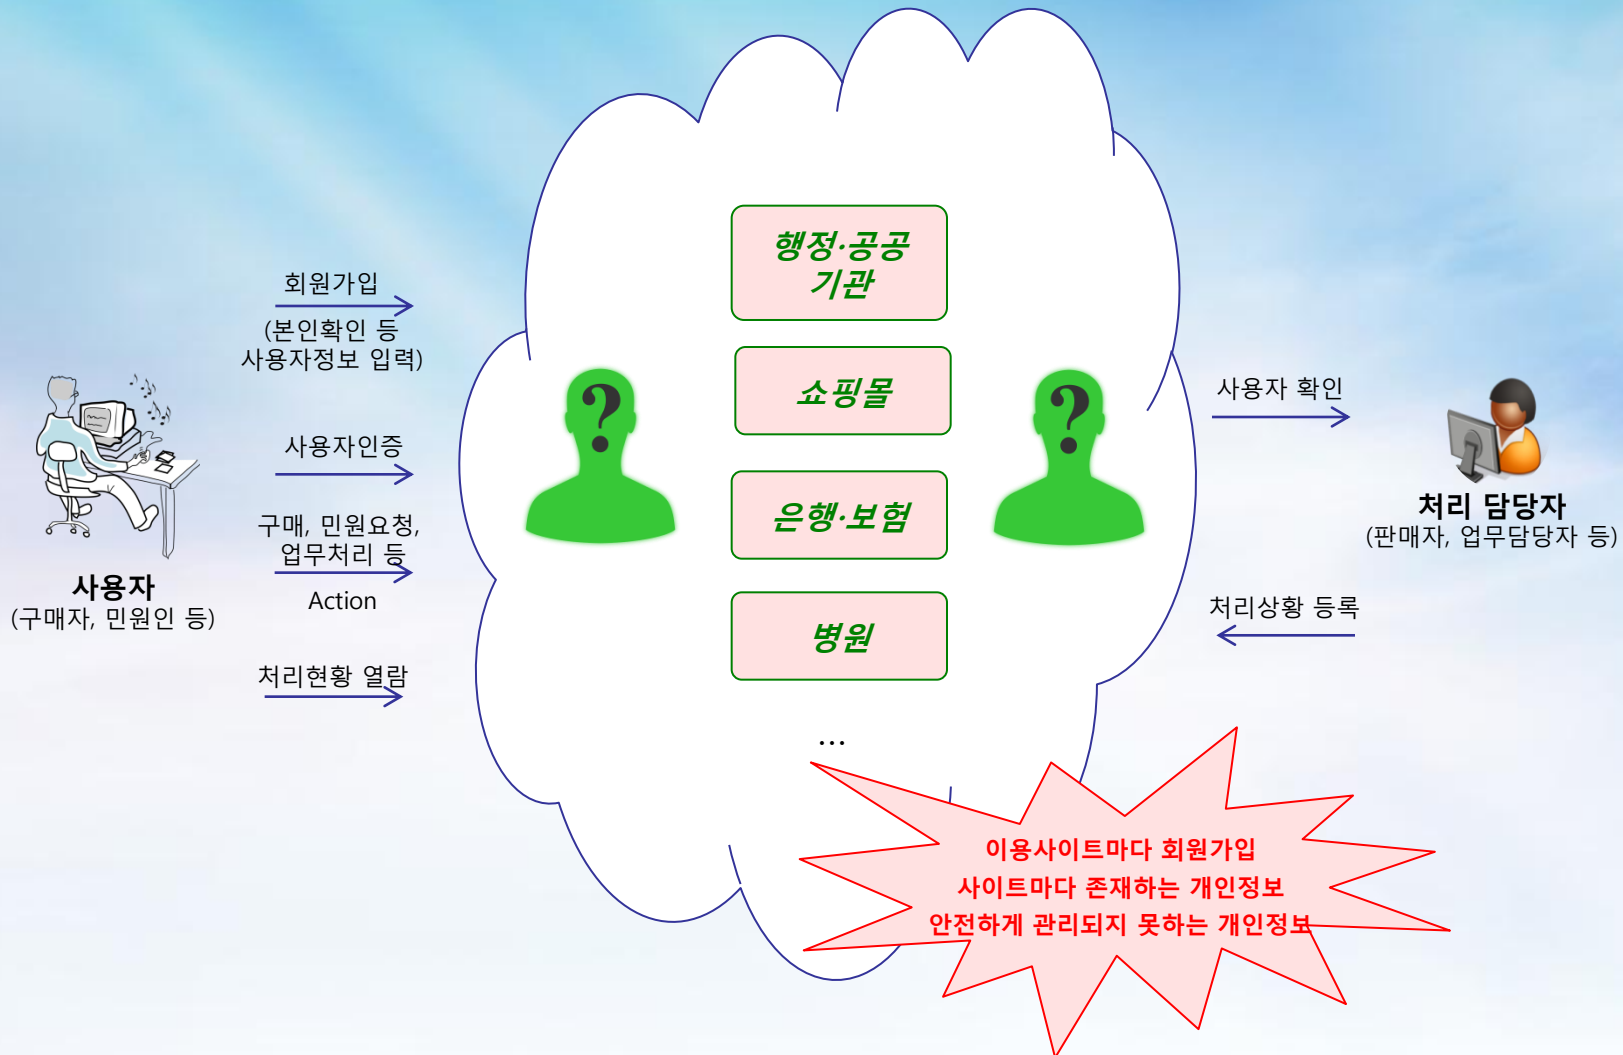 행정·공공
기관
쇼핑몰
은행·보험
병원
...
회원가입
(본인확인 등
사용자정보 입력)
사용자인증
구매, 민원요청,
업무처리 등
Action
처리현황 열람
사용자
(구매자, 민원인 등)
?
?
사용자 확인
처리 담당자
(판매자, 업무담당자 등)
처리상황 등록
이용사이트마다 회원가입
사이트마다 존재하는 개인정보
안전하게 관리되지 못하는 개인정보